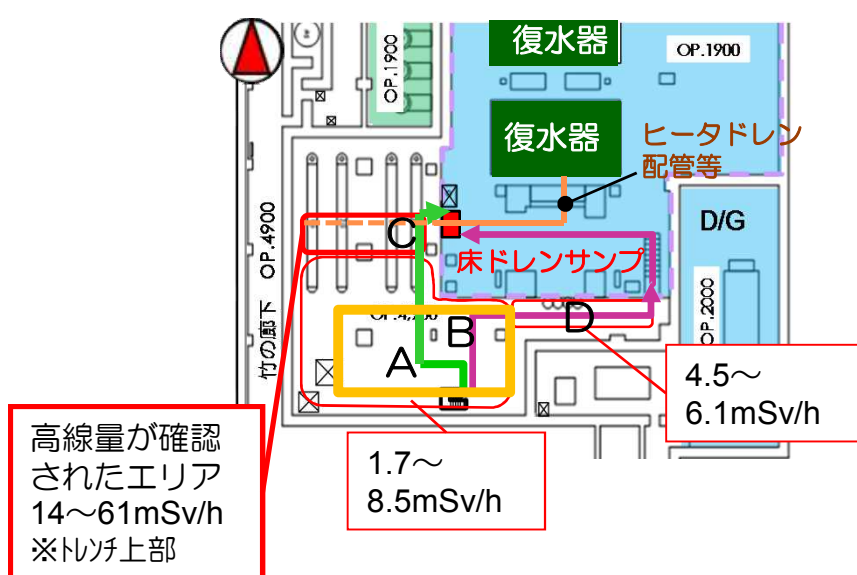 復水器
OP.1900
OP.1900
復水器
ヒータドレン
配管等
D/G
C
床ドレンサンプ
OP.4900
竹の廊下
OP.2000
B
D
A
4.5～
6.1mSv/h
高線量が確認
されたエリア
14～61mSv/h
※トレンチ上部
1.7～
8.5mSv/h